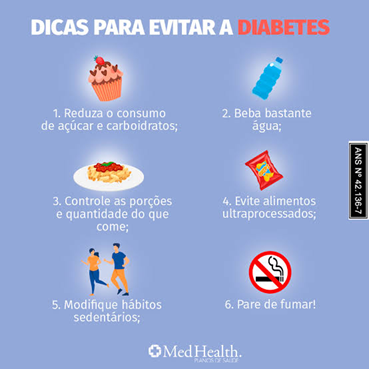 DICAS PARA EVITAR A DIABETES
1. Reduza o consumo
de açúcar e carboidratos;
2. Beba bastante
água;
3. Controle as porções
e quantidade do que
come;
4. Evite alimentos
ultraprocessados;
5. Modifique hábitos
sedentários;
6. Pare de fumar!
ANS Nº 42.136-7
MedHealth.
PLANOS DE SAÚDE